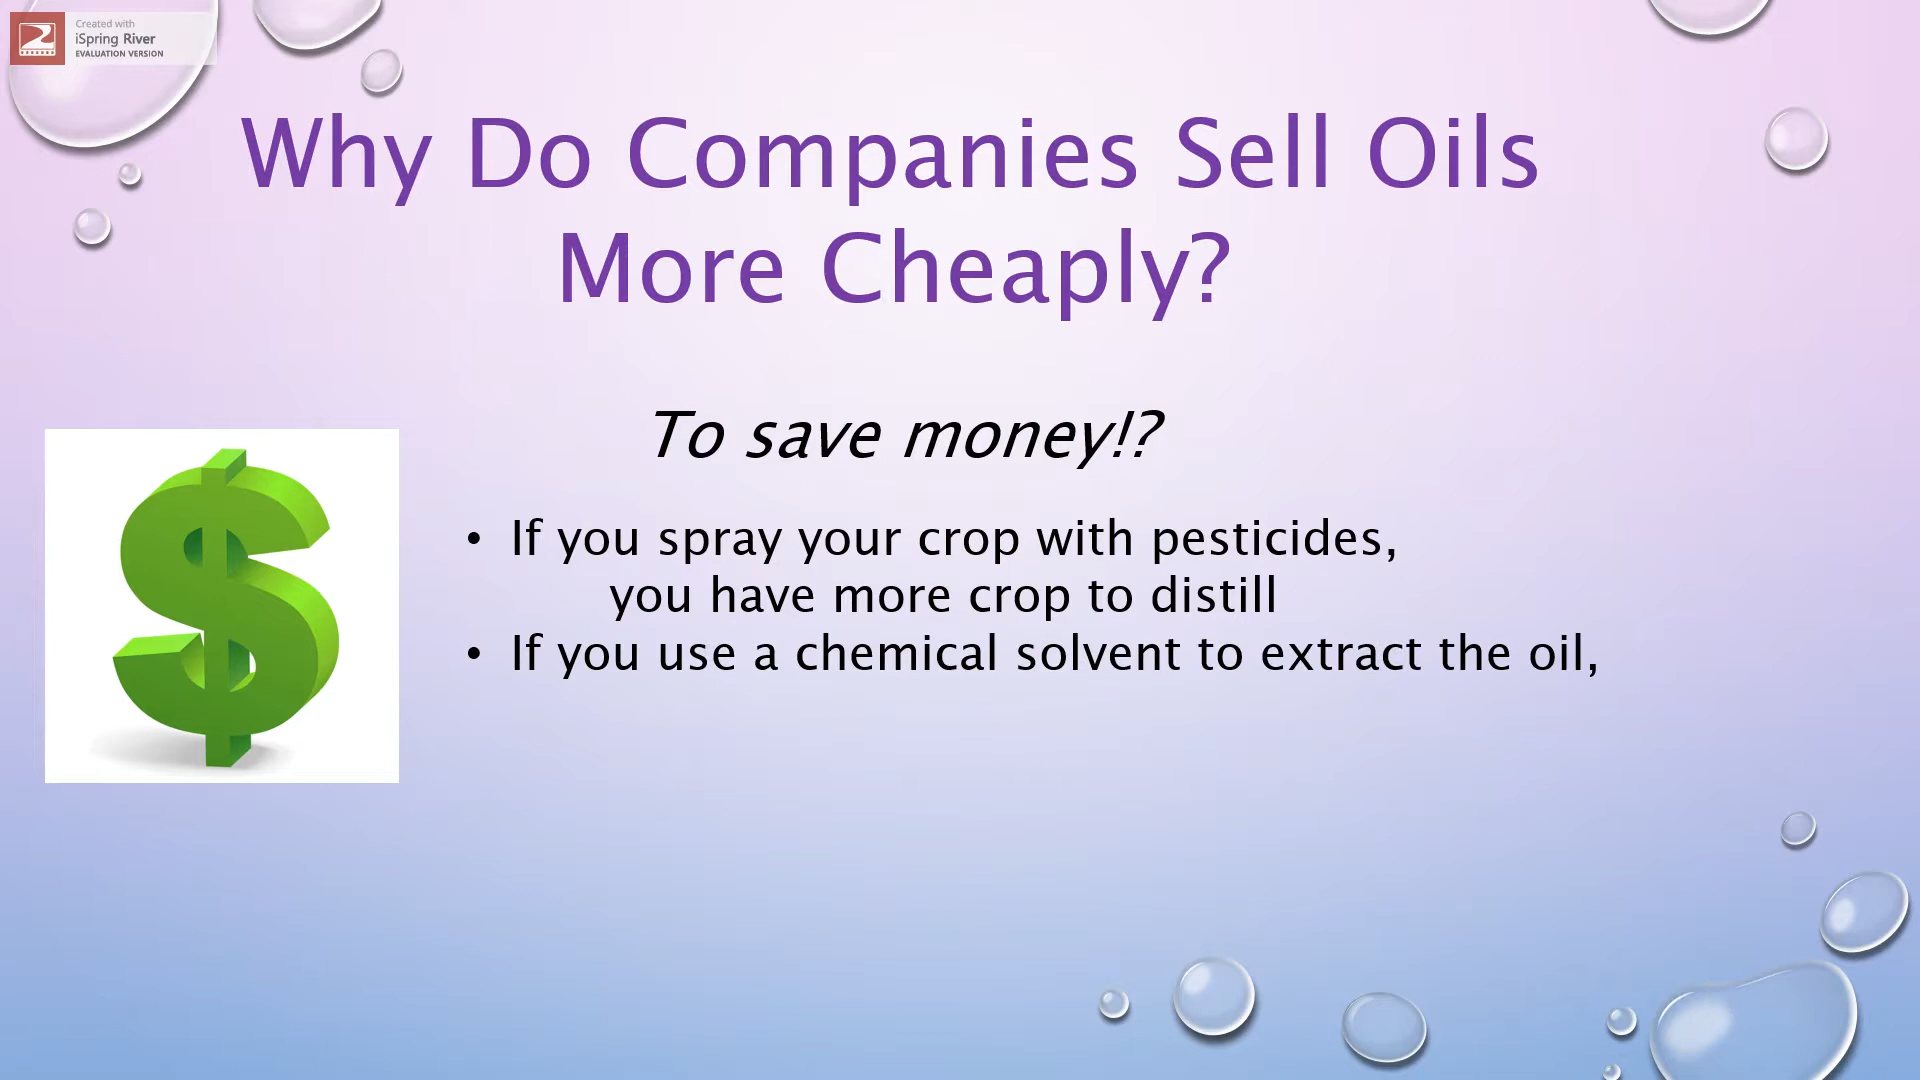 Created with
iSpring River
EVALUATION VERSION
Why Do Companies Sell Oils
More Cheaply?
To save money!?
• If you spray your crop with pesticides,
you have more crop to distill
• If you use a chemical solvent to extract the oil,